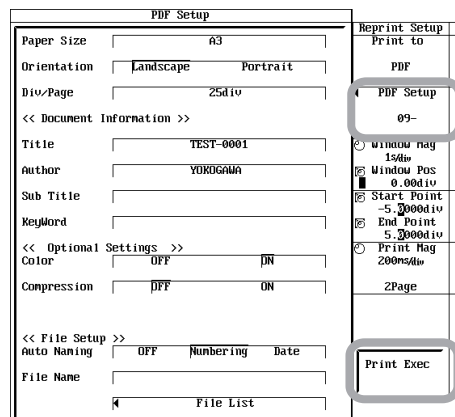 PDF Setup
Paper Size A3
Orientation Landscape Portrait
Div/Page 25div
<< Document Information >>
Title TEST-0001
Author YOKOGAWA
Sub Title
KeyWord
<< Optional Settings >>
Color OFF ON
Compression OFF ON
<< File Setup >>
Auto Naming OFF Numbering Date
File Name
File List
Reprint Setup
Print to
PDF
PDF Setup
09-
Window Mag
1s/div
Window Pos
0.00div
Start Point
-5.0000div
End Point
5.0000div
Print Mag
200ms/div
2Page
Print Exec